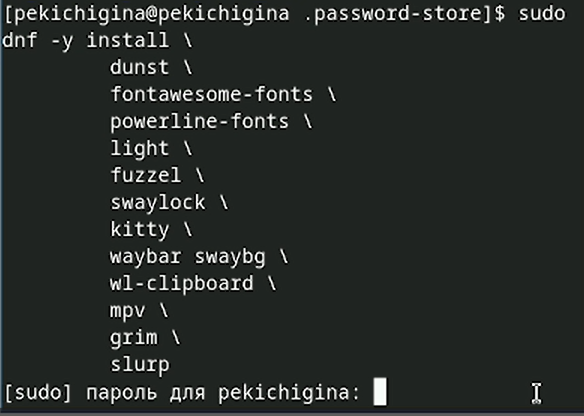 [pekichigina@pekichigina .password-store]$ sudo
dnf -y install \
dunst \
fontawesome-fonts \
powerline-fonts \
light \
fuzzel \
swaylock \
kitty \
waybar swaybg \
wl-clipboard \
mpv \
grim \
slurp
[sudo] пароль для pekichigina: